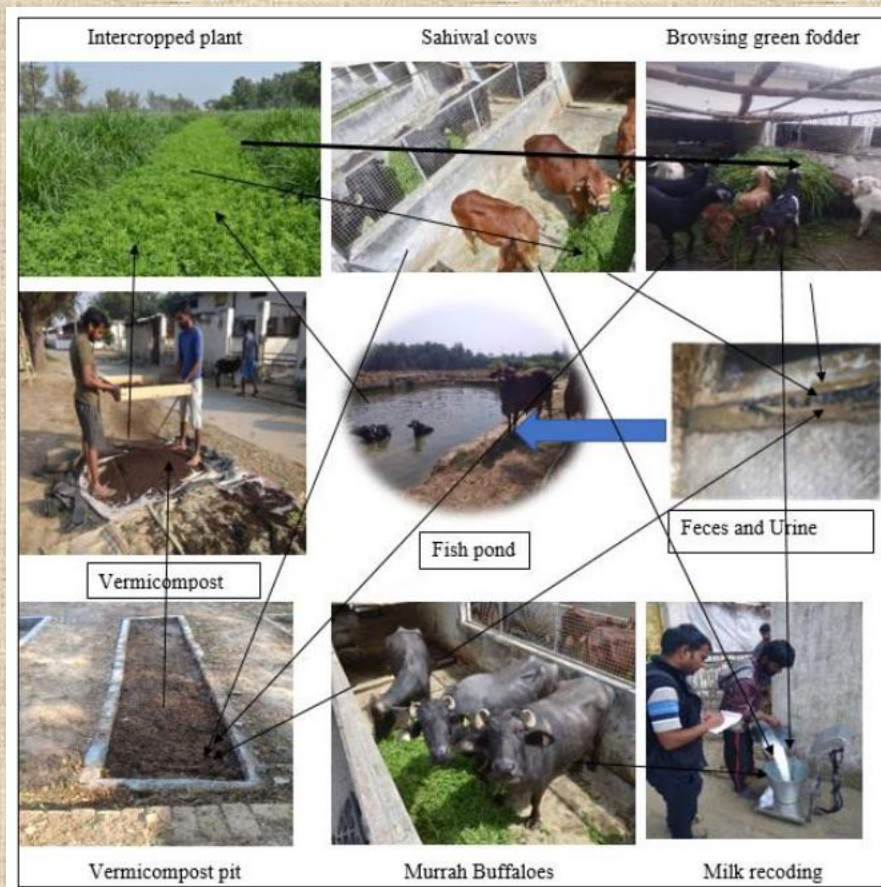 Intercropped plant
Sahiwal cows
Browsing green fodder
Vermicompost
Fish pond
Feces and Urine
Vermicompost pit
Murrah Buffaloes
Milk recoding